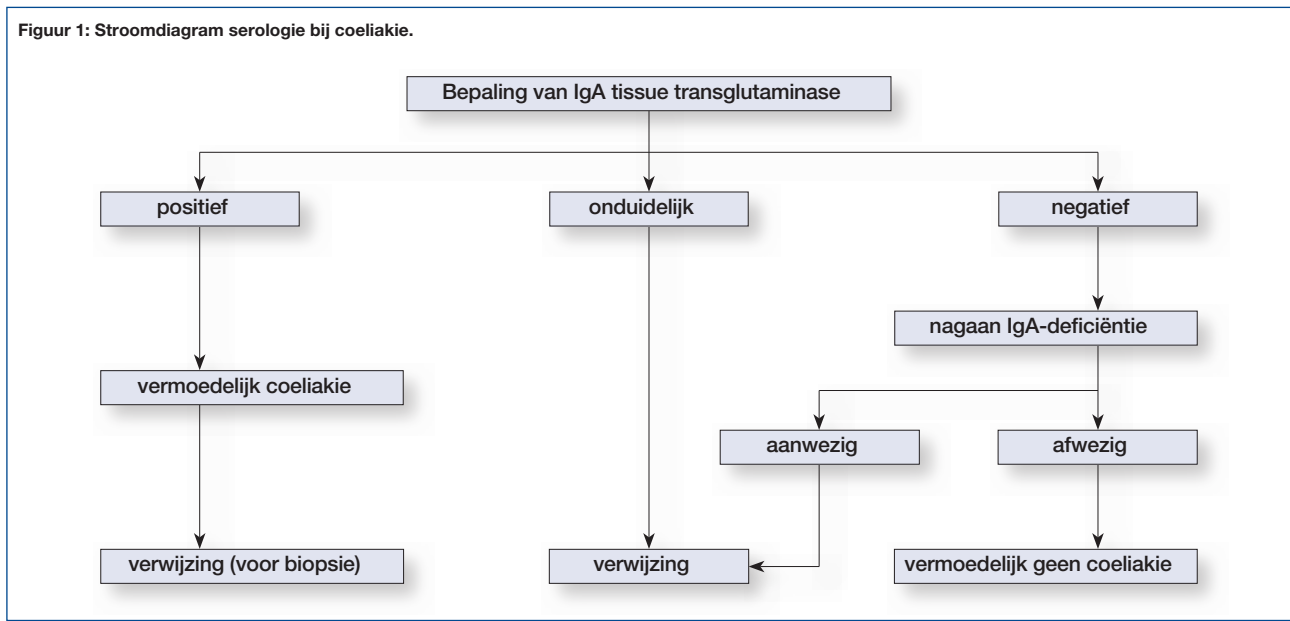 Figuur 1: Stroomdiagram serologie bij coeliakie.
Bepaling van IgA tissue transglutaminase
positief
onduidelijk
negatief
nagaan IgA-deficiëntie
vermoedelijk coeliakie
aanwezig
afwezig
verwijzing (voor biopsie)
verwijzing
vermoedelijk geen coeliakie